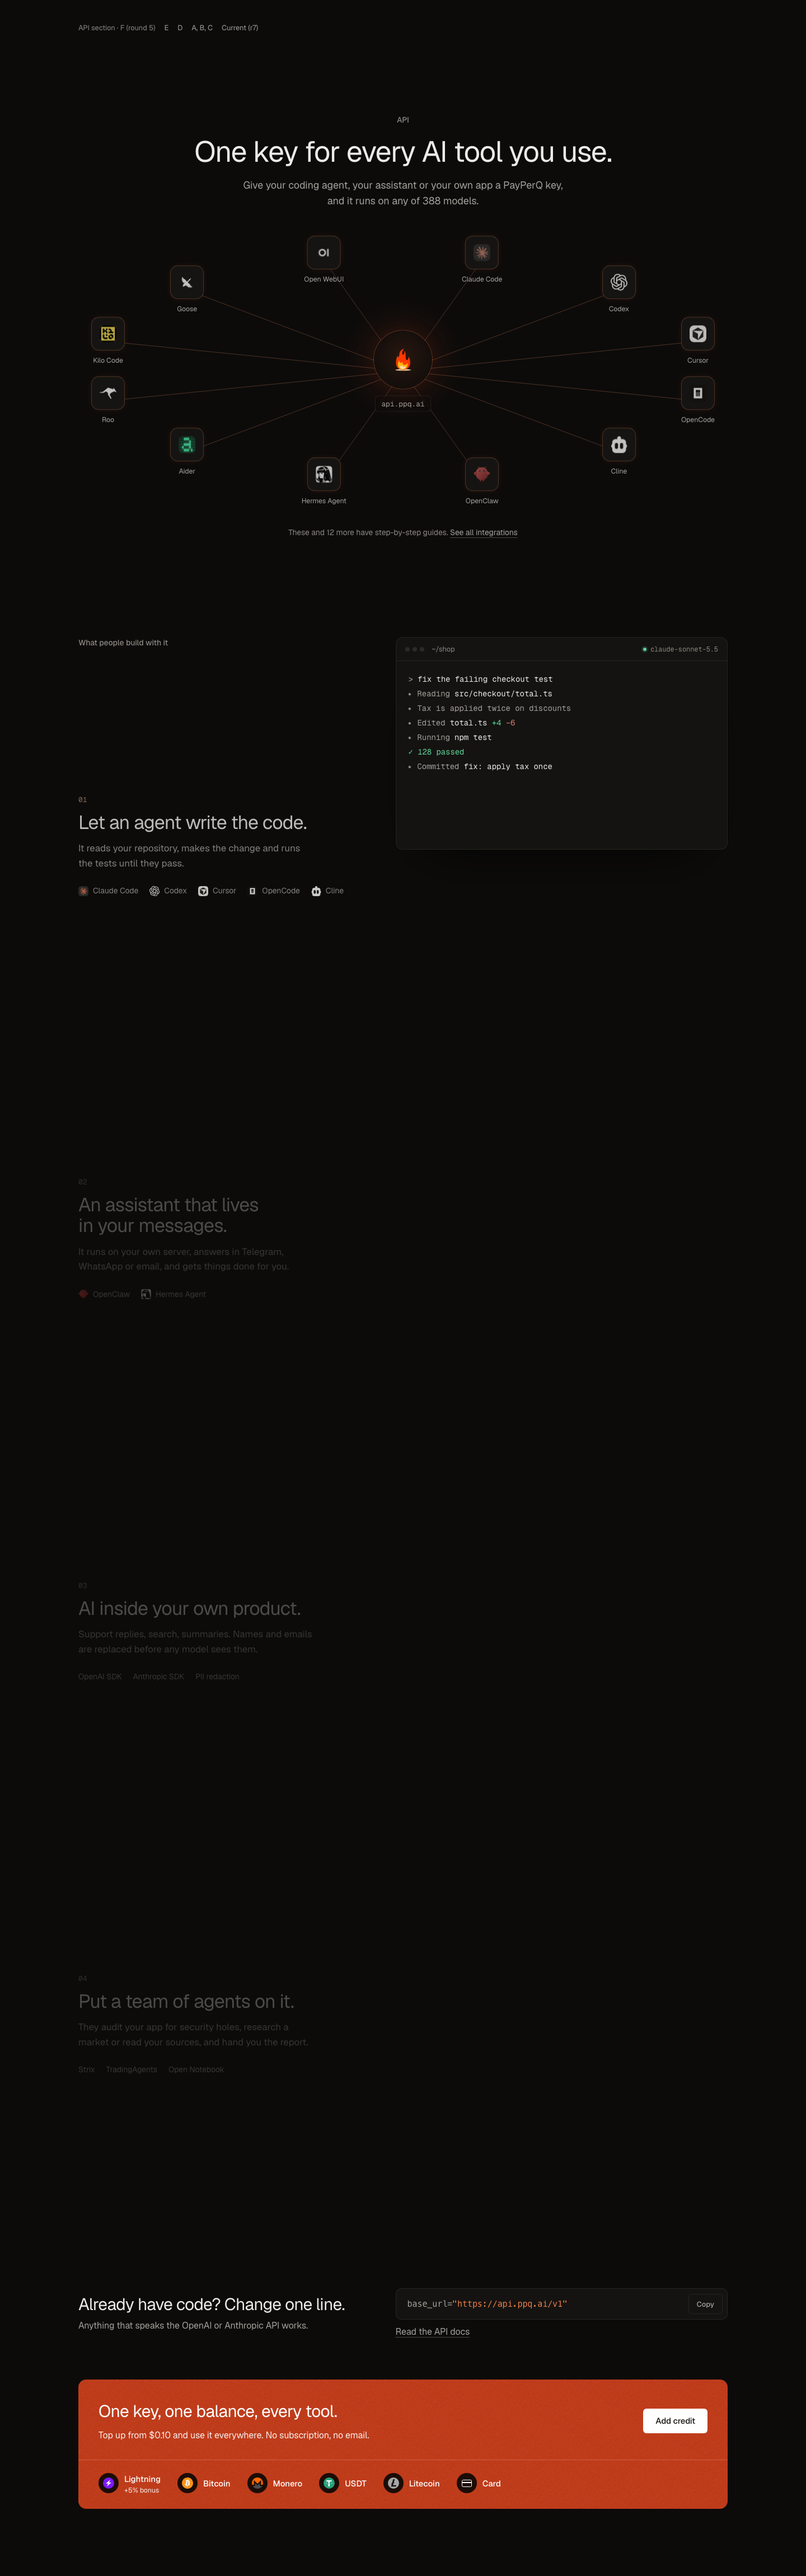 API section · F (round 5) E D A, B, C Current (r7)
API
One key for every AI tool you use.
Give your coding agent, your assistant or your own app a PayPerQ key,
and it runs on any of 388 models.
Open WebUI
Claude Code
Goose
Codex
Kilo Code
Cursor
Roo
OpenCode
api.ppq.ai
Aider
Cline
Hermes Agent
OpenClaw
These and 12 more have step-by-step guides. See all integrations
What people build with it
~/shop claude-sonnet-5.5
> fix the failing checkout test
• Reading src/checkout/total.ts
• Tax is applied twice on discounts
• Edited total.ts +4 −6
• Running npm test
✓ 128 passed
• Committed fix: apply tax once
01
Let an agent write the code.
It reads your repository, makes the change and runs
the tests until they pass.
Claude Code Codex Cursor OpenCode Cline
02
An assistant that lives
in your messages.
It runs on your own server, answers in Telegram,
WhatsApp or email, and gets things done for you.
OpenClaw Hermes Agent
03
AI inside your own product.
Support replies, search, summaries. Names and emails
are replaced before any model sees them.
OpenAI SDK Anthropic SDK PII redaction
04
Put a team of agents on it.
They audit your app for security holes, research a
market or read your sources, and hand you the report.
Strix TradingAgents Open Notebook
Already have code? Change one line.
Anything that speaks the OpenAI or Anthropic API works.
base_url="https://api.ppq.ai/v1" Copy
Read the API docs
One key, one balance, every tool.
Top up from $0.10 and use it everywhere. No subscription, no email.
Add credit
Lightning
+5% bonus
Bitcoin
Monero
USDT
Litecoin
Card